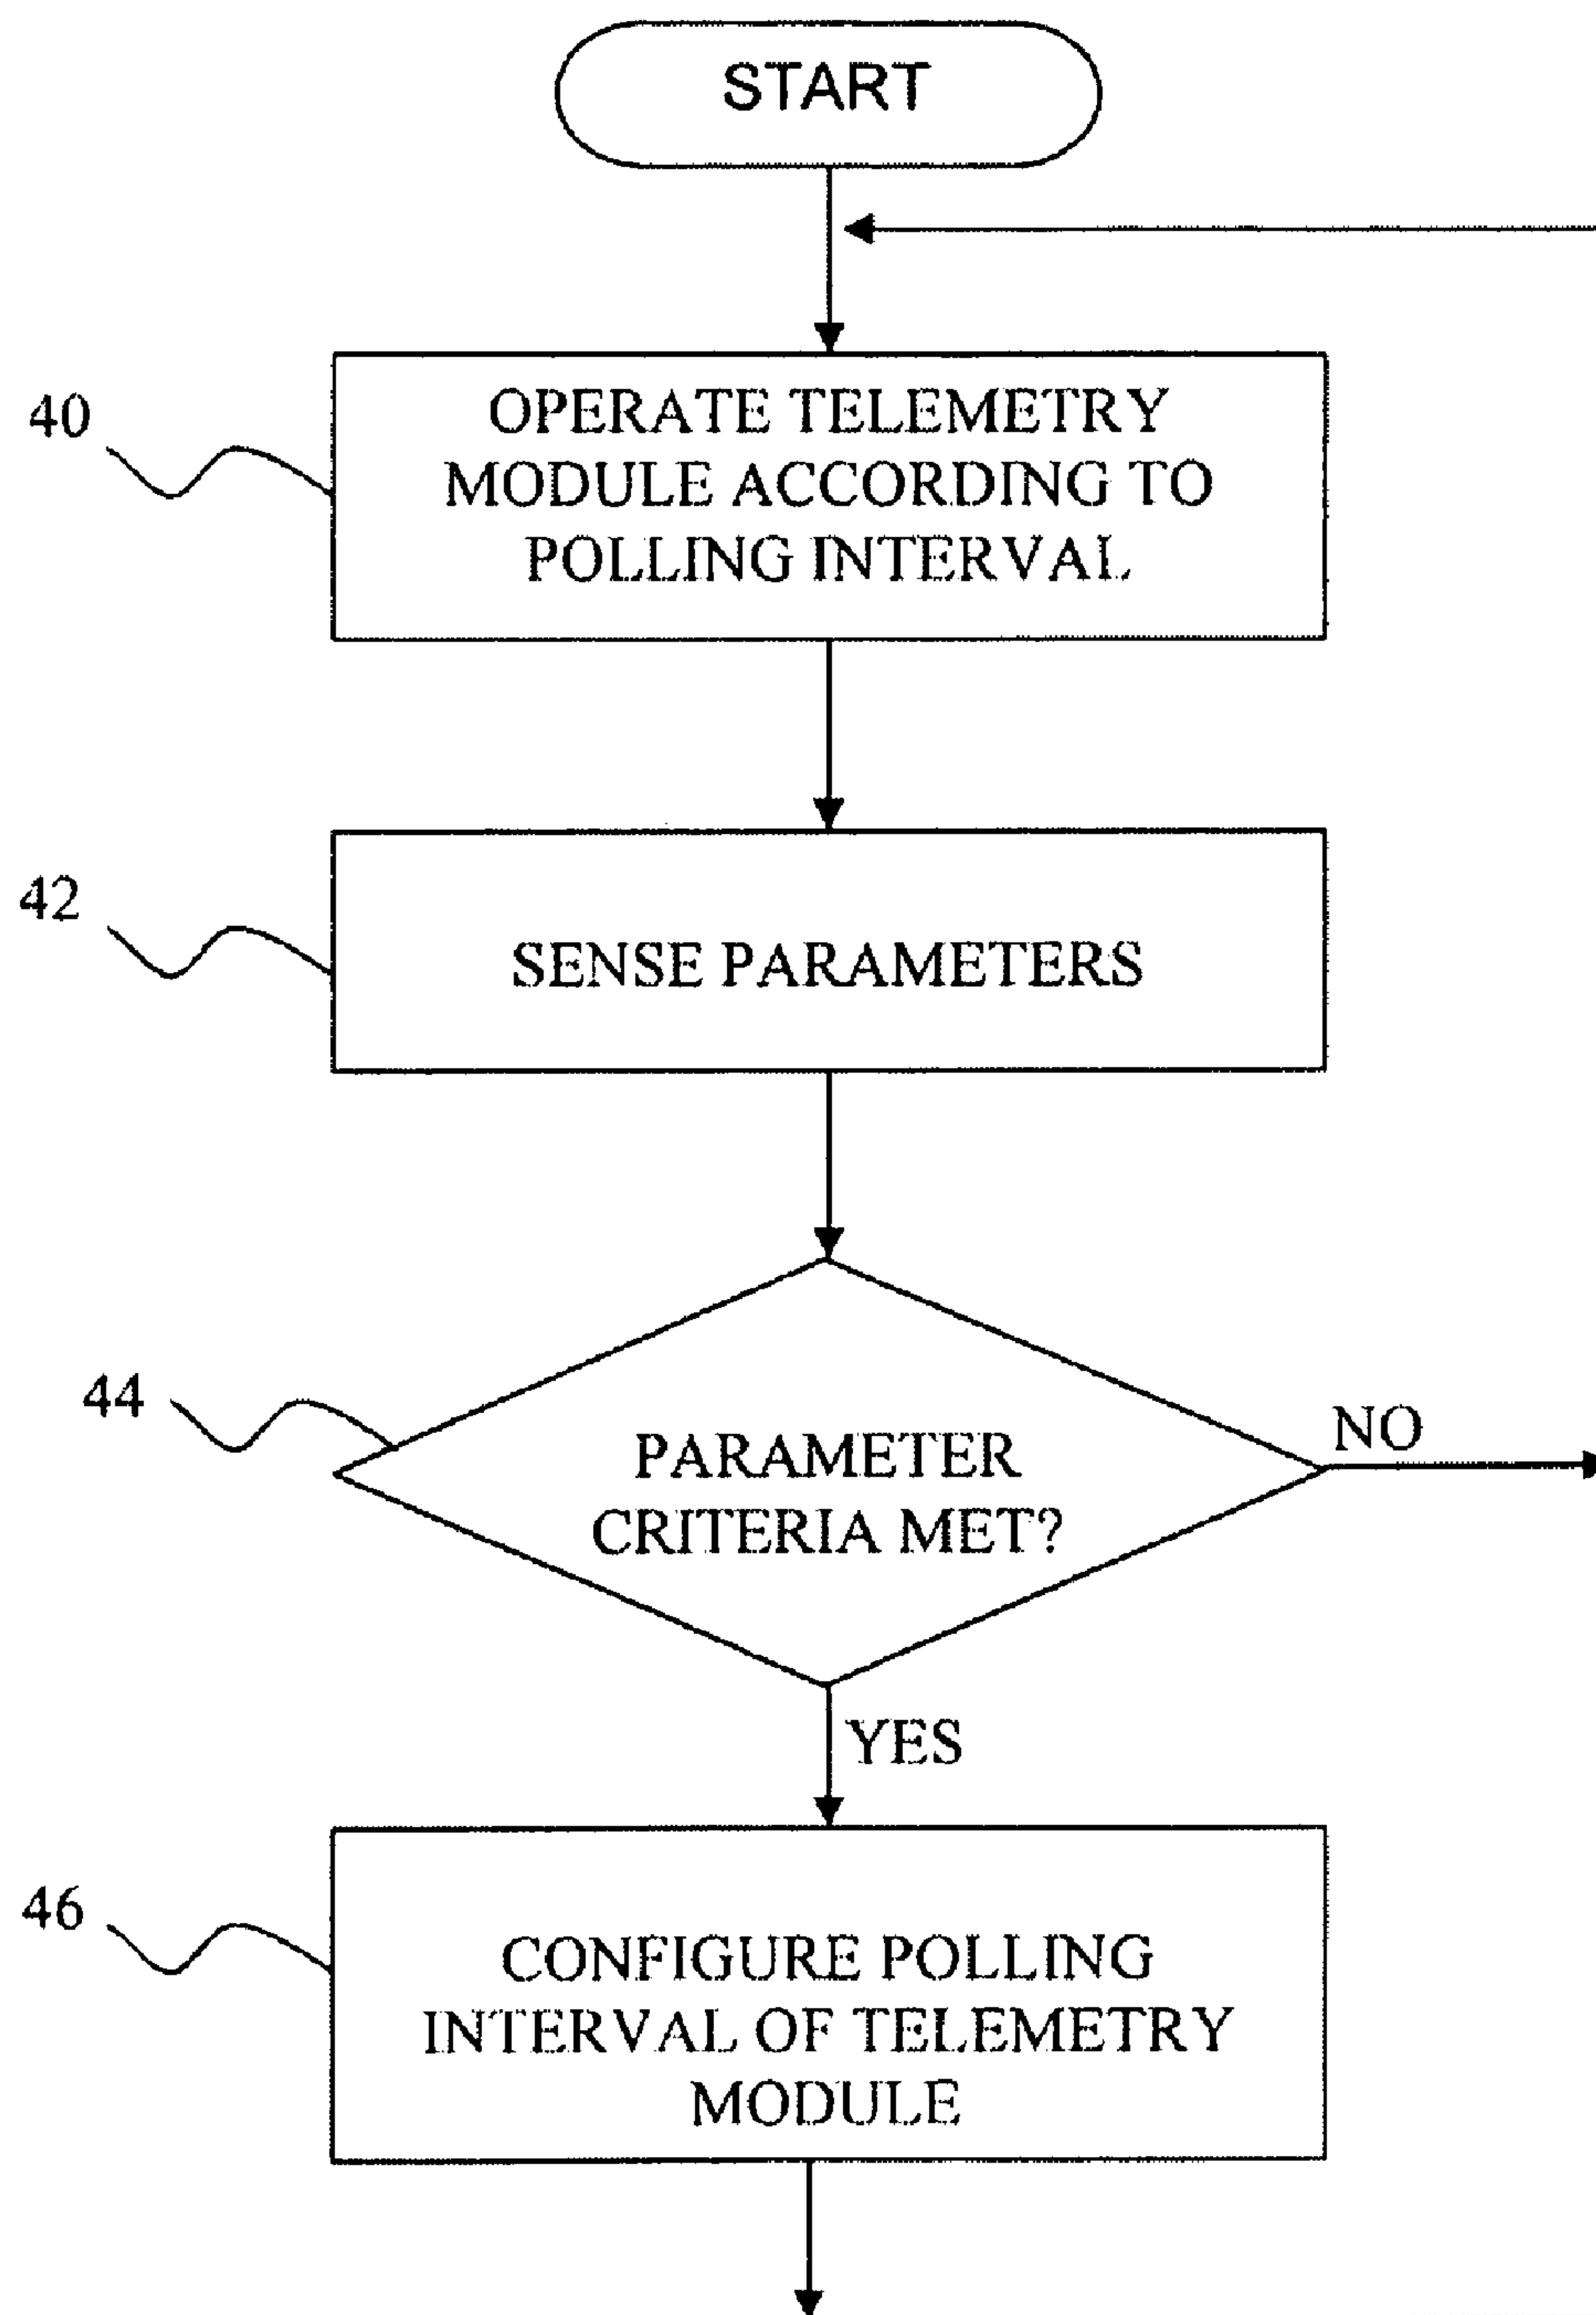 START
40
OPERATE TELEMETRY
MODULE ACCORDING TO
POLLING INTERVAL
42
SENSE PARAMETERS
44
PARAMETER
CRITERIA MET?
NO
YES
46
CONFIGURE POLLING
INTERVAL OF TELEMETRY
MODULE